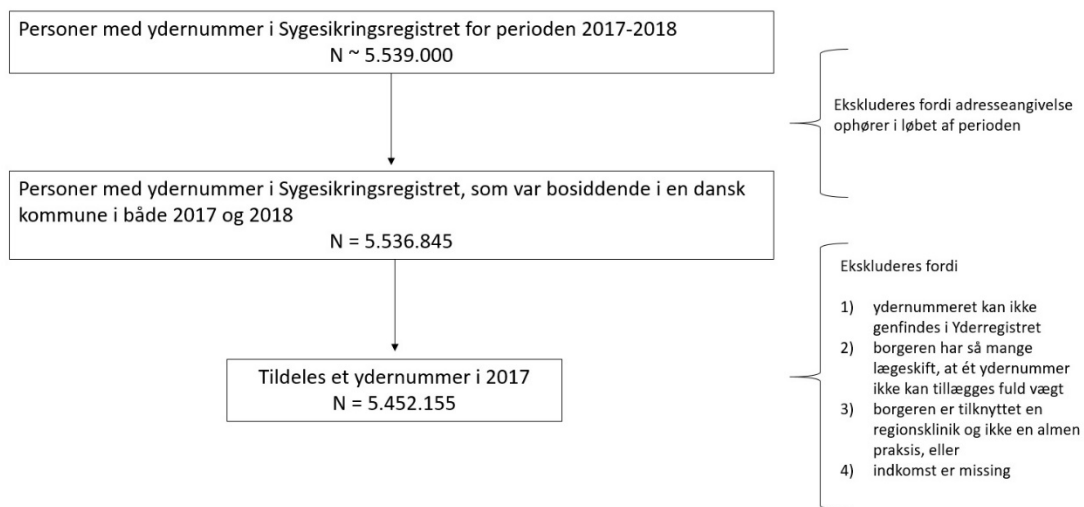 Personer med ydernummer i Sygesikringsregistret for perioden 2017-2018
N ~ 5.539.000
Ekskluderes fordi adresseangivelse
ophører i løbet af perioden
Personer med ydernummer i Sygesikringsregistret, som var bosiddende i en dansk
kommune i både 2017 og 2018
N = 5.536.845
Ekskluderes fordi
1) ydernummeret kan ikke
genfindes i Yderregistret
2) borgeren har så mange
lægeskift, at ét ydernummer
ikke kan tillægges fuld vægt
3) borgeren er tilknyttet en
regionsklinik og ikke en almen
praksis, eller
4) indkomst er missing
Tildeles et ydernummer i 2017
N = 5.452.155